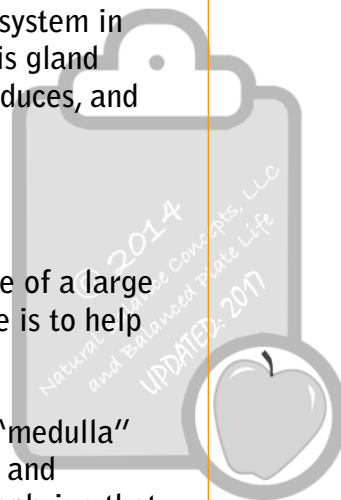 system in
is gland
duces, and
© 2014
Natural Balance Concepts, LLC
and Balanced Plate Life
UPDATED: 2017
e of a large
e is to help
“medulla”
and